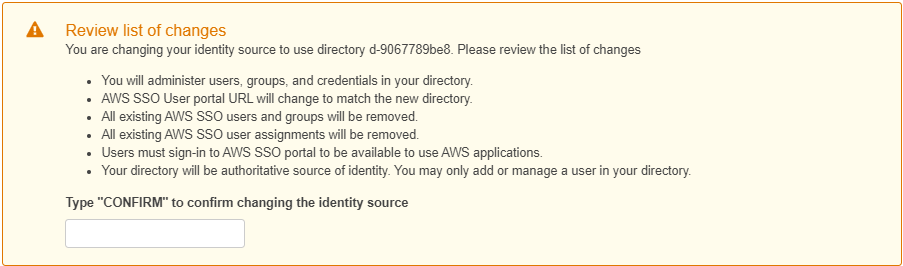 Review list of changes
You are changing your identity source to use directory d-9067789be8. Please review the list of changes
• You will administer users, groups, and credentials in your directory.
• AWS SSO User portal URL will change to match the new directory.
• All existing AWS SSO users and groups will be removed.
• All existing AWS SSO user assignments will be removed.
• Users must sign-in to AWS SSO portal to be available to use AWS applications.
• Your directory will be authoritative source of identity. You may only add or manage a user in your directory.
Type "CONFIRM" to confirm changing the identity source